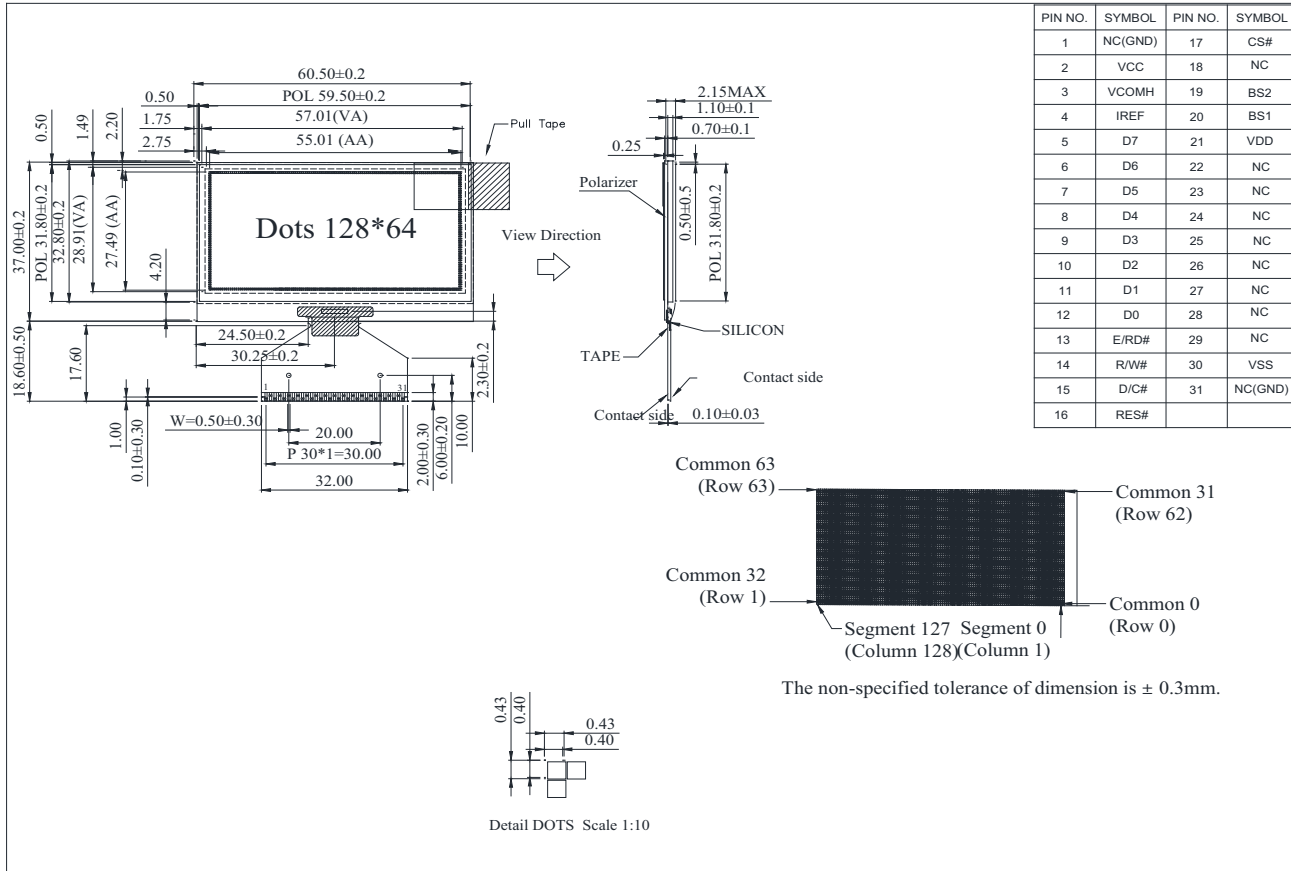 60.50±0.2
0.50
POL 59.50±0.2
1.75
57.01(VA)
2.75
55.01 (AA)
Pull Tape
0.50
1.49
2.20
37.00±0.2
POL 31.80±0.2
32.80±0.2
28.91(VA)
27.49 (AA)
4.20
Dots 128*64
View Direction
18.60±0.50
17.60
24.50±0.2
30.25±0.2
2.30±0.2
1
31
W=0.50±0.30
20.00
P 30*1=30.00
32.00
1.00
0.10±0.30
2.00±0.30
6.00±0.20
10.00
2.15MAX
1.10±0.1
0.70±0.1
0.25
Polarizer
0.50±0.5
POL 31.80±0.2
SILICON
TAPE
Contact side
Contact side
0.10±0.03
PIN NO. SYMBOL PIN NO. SYMBOL
1 NC(GND) 17 CS#
2 VCC 18 NC
3 VCOMH 19 BS2
4 IREF 20 BS1
5 D7 21 VDD
6 D6 22 NC
7 D5 23 NC
8 D4 24 NC
9 D3 25 NC
10 D2 26 NC
11 D1 27 NC
12 D0 28 NC
13 E/RD# 29 NC
14 R/W# 30 VSS
15 D/C# 31 NC(GND)
16 RES#
Common 63
(Row 63)
Common 31
(Row 62)
Common 32
(Row 1)
Common 0
(Row 0)
Segment 127 Segment 0
(Column 128)(Column 1)
The non-specified tolerance of dimension is ± 0.3mm.
0.43
0.40
0.43
0.40
Detail DOTS Scale 1:10